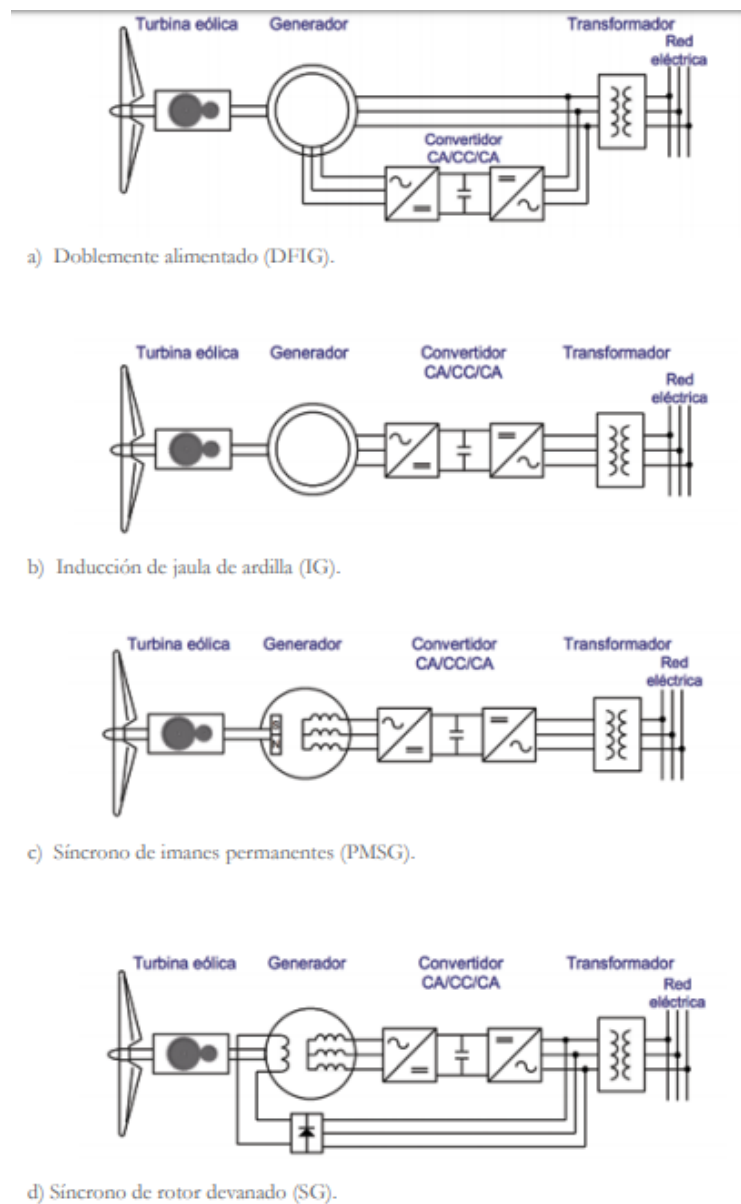 Turbina eólica Generador Transformador
Red
eléctrica
Convertidor
CA/CC/CA
a) Doblemente alimentado (DFIG).
Turbina eólica Generador Convertidor Transformador
CA/CC/CA Red
eléctrica
b) Inducción de jaula de ardilla (IG).
Turbina eólica Generador Convertidor Transformador
CA/CC/CA Red
eléctrica
c) Síncrono de imanes permanentes (PMSG).
Turbina eólica Generador Convertidor Transformador
CA/CC/CA Red
eléctrica
d) Síncrono de rotor devanado (SG).